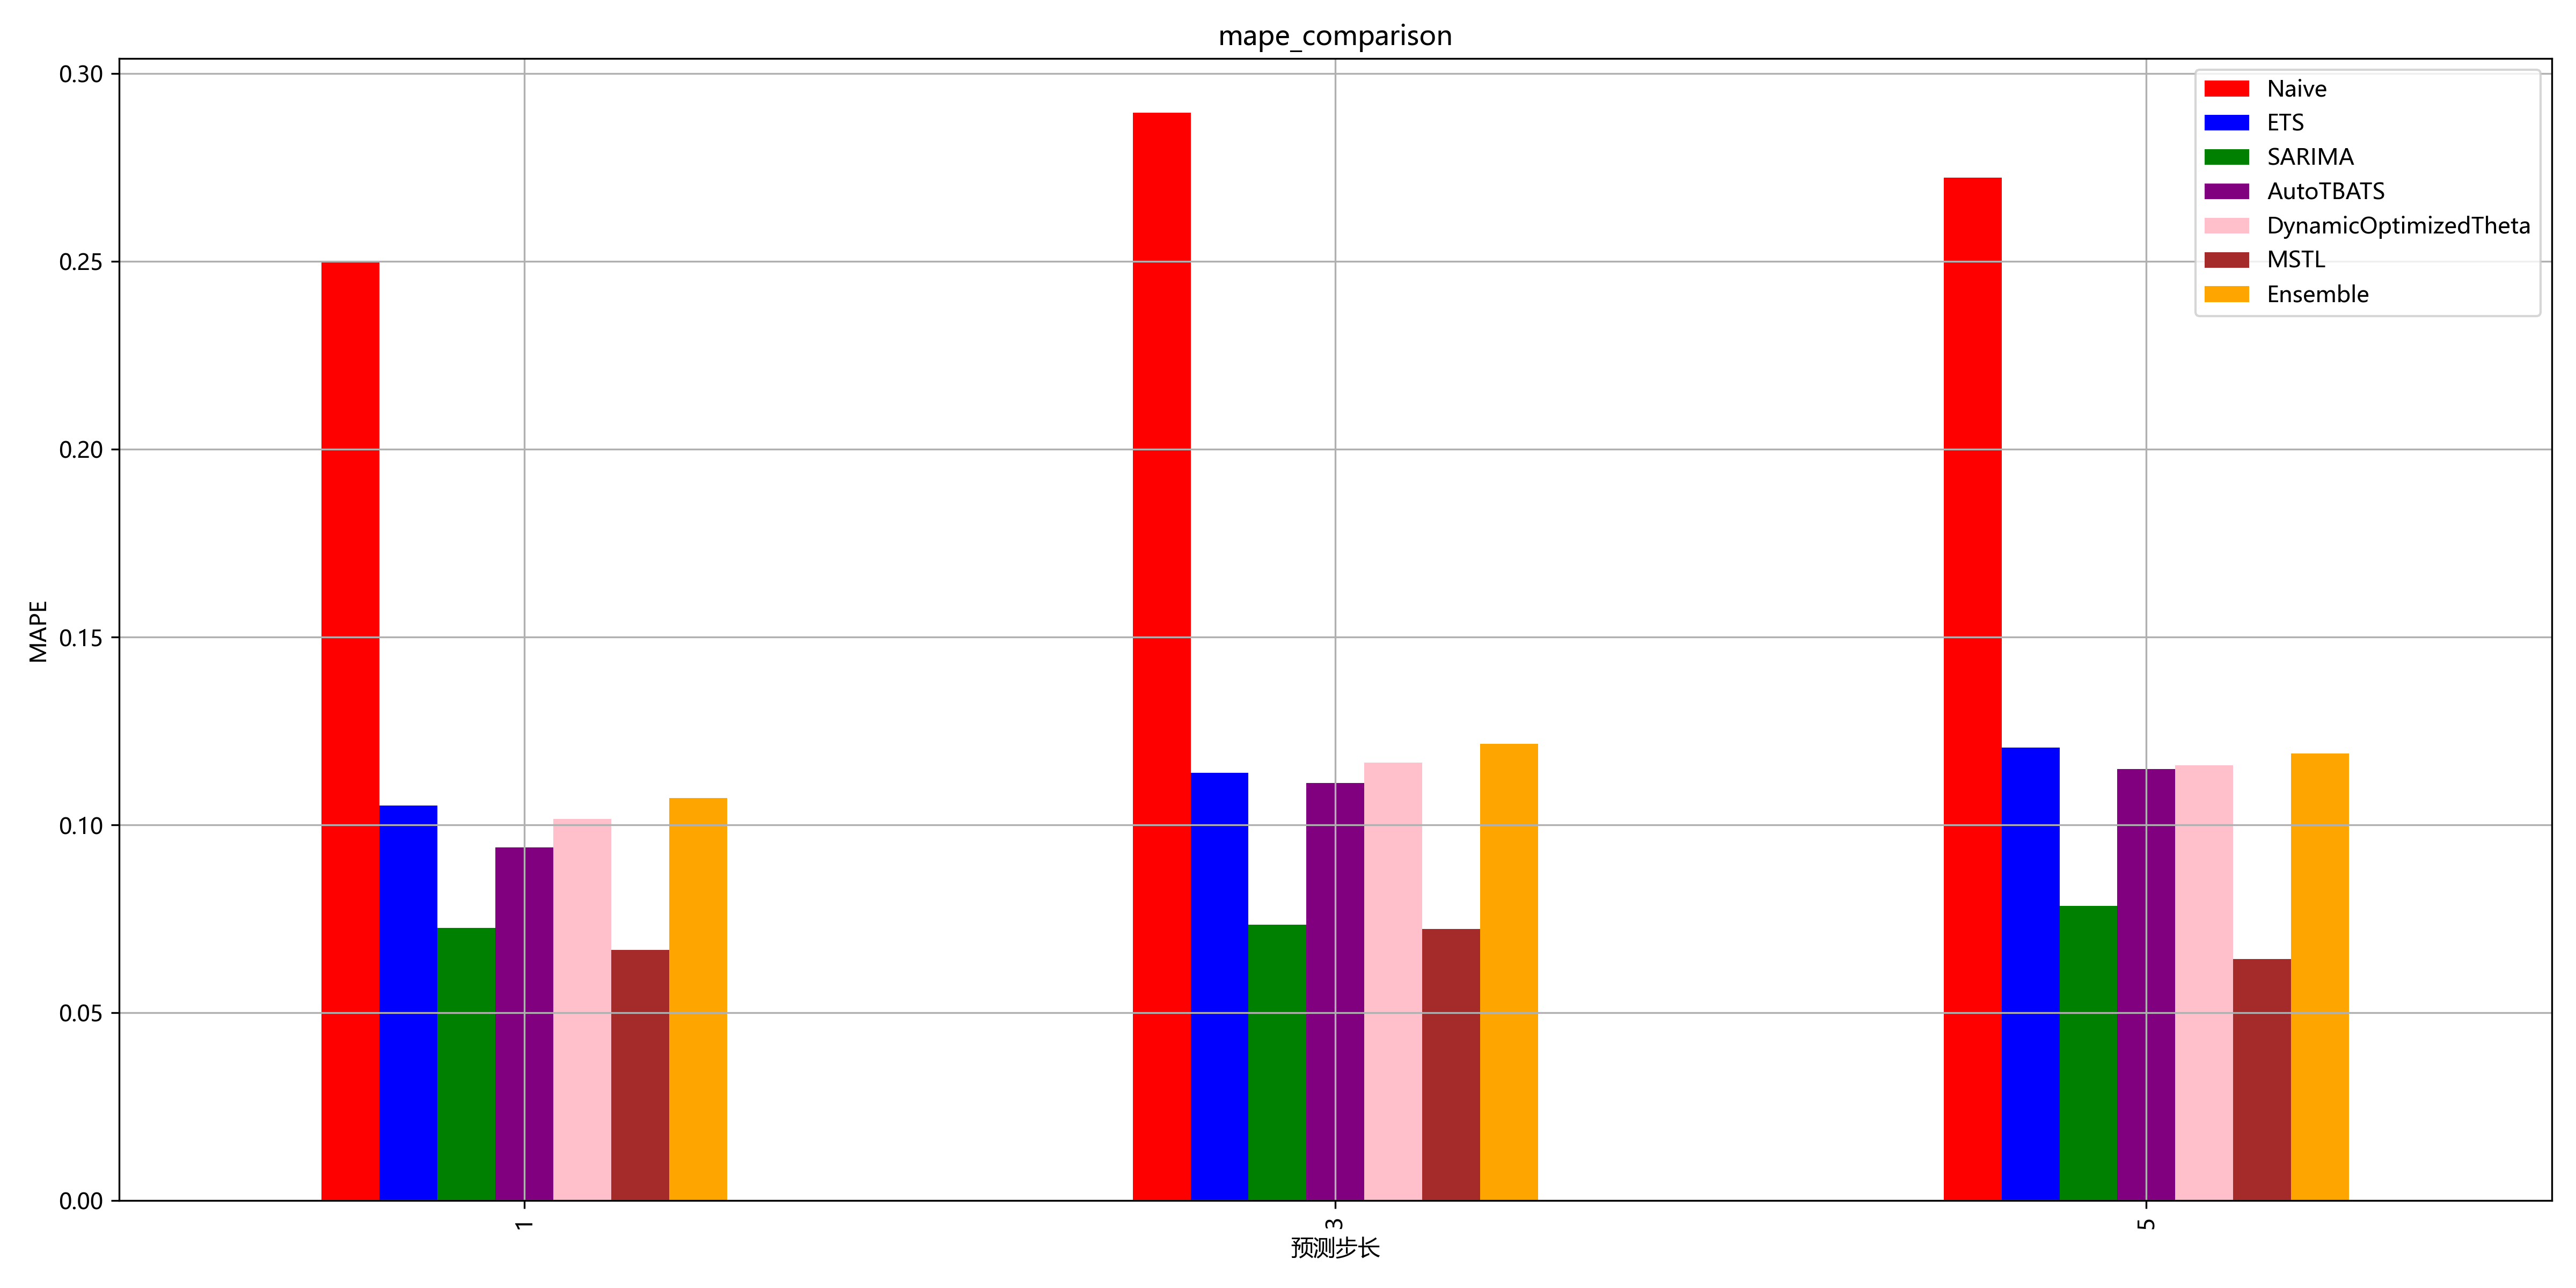 mape_comparison
0.30
0.25
0.20
0.15
0.10
0.05
0.00
MAPE
1
3
5
预测步长
Naive
ETS
SARIMA
AutoTBATS
DynamicOptimizedTheta
MSTL
Ensemble